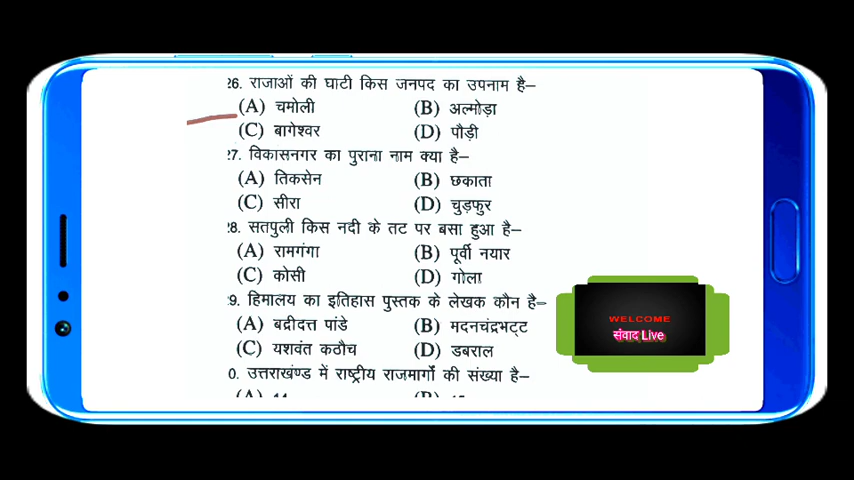 26. राजाओं की घाटी किस जनपद का उपनाम है–
(A) चमोली (B) अल्मोड़ा
(C) बागेश्वर (D) पौड़ी
27. विकासनगर का पुराना नाम क्या है–
(A) तिकसेन (B) छकाता
(C) सीरा (D) चुड़फुर
28. सतपुली किस नदी के तट पर बसा हुआ है–
(A) रामगंगा (B) पूर्वी नयार
(C) कोसी (D) गोला
9. हिमालय का इतिहास पुस्तक के लेखक कौन है–
(A) बद्रीदत्त पांडे (B) मदनचंद्रभट्ट
(C) यशवंत कठौच (D) डबराल
0. उत्तराखण्ड में राष्ट्रीय राजमार्गो की संख्या है–
(A) (B)
WELCOME
संवाद Live